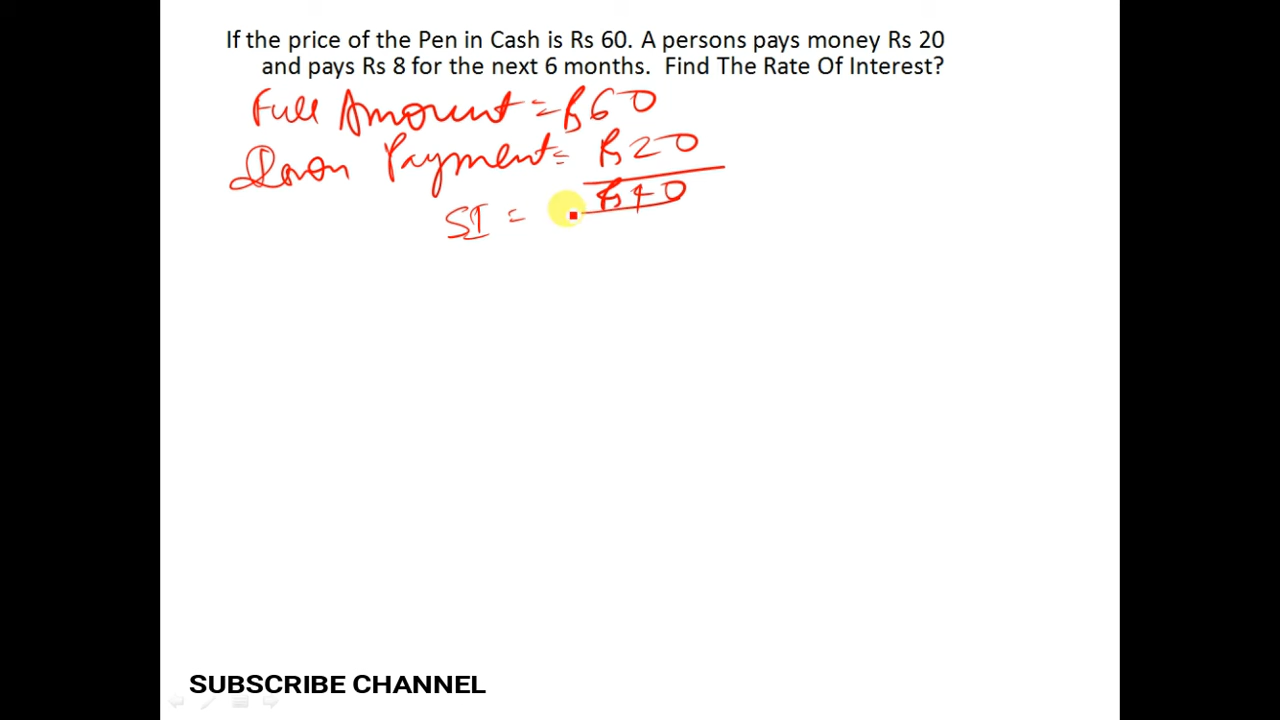 If the price of the Pen in Cash is Rs 60. A persons pays money Rs 20
and pays Rs 8 for the next 6 months. Find The Rate Of Interest?
Full Amount = Rs 60
Down Payment = Rs 20
Rs 40
SI =
SUBSCRIBE CHANNEL